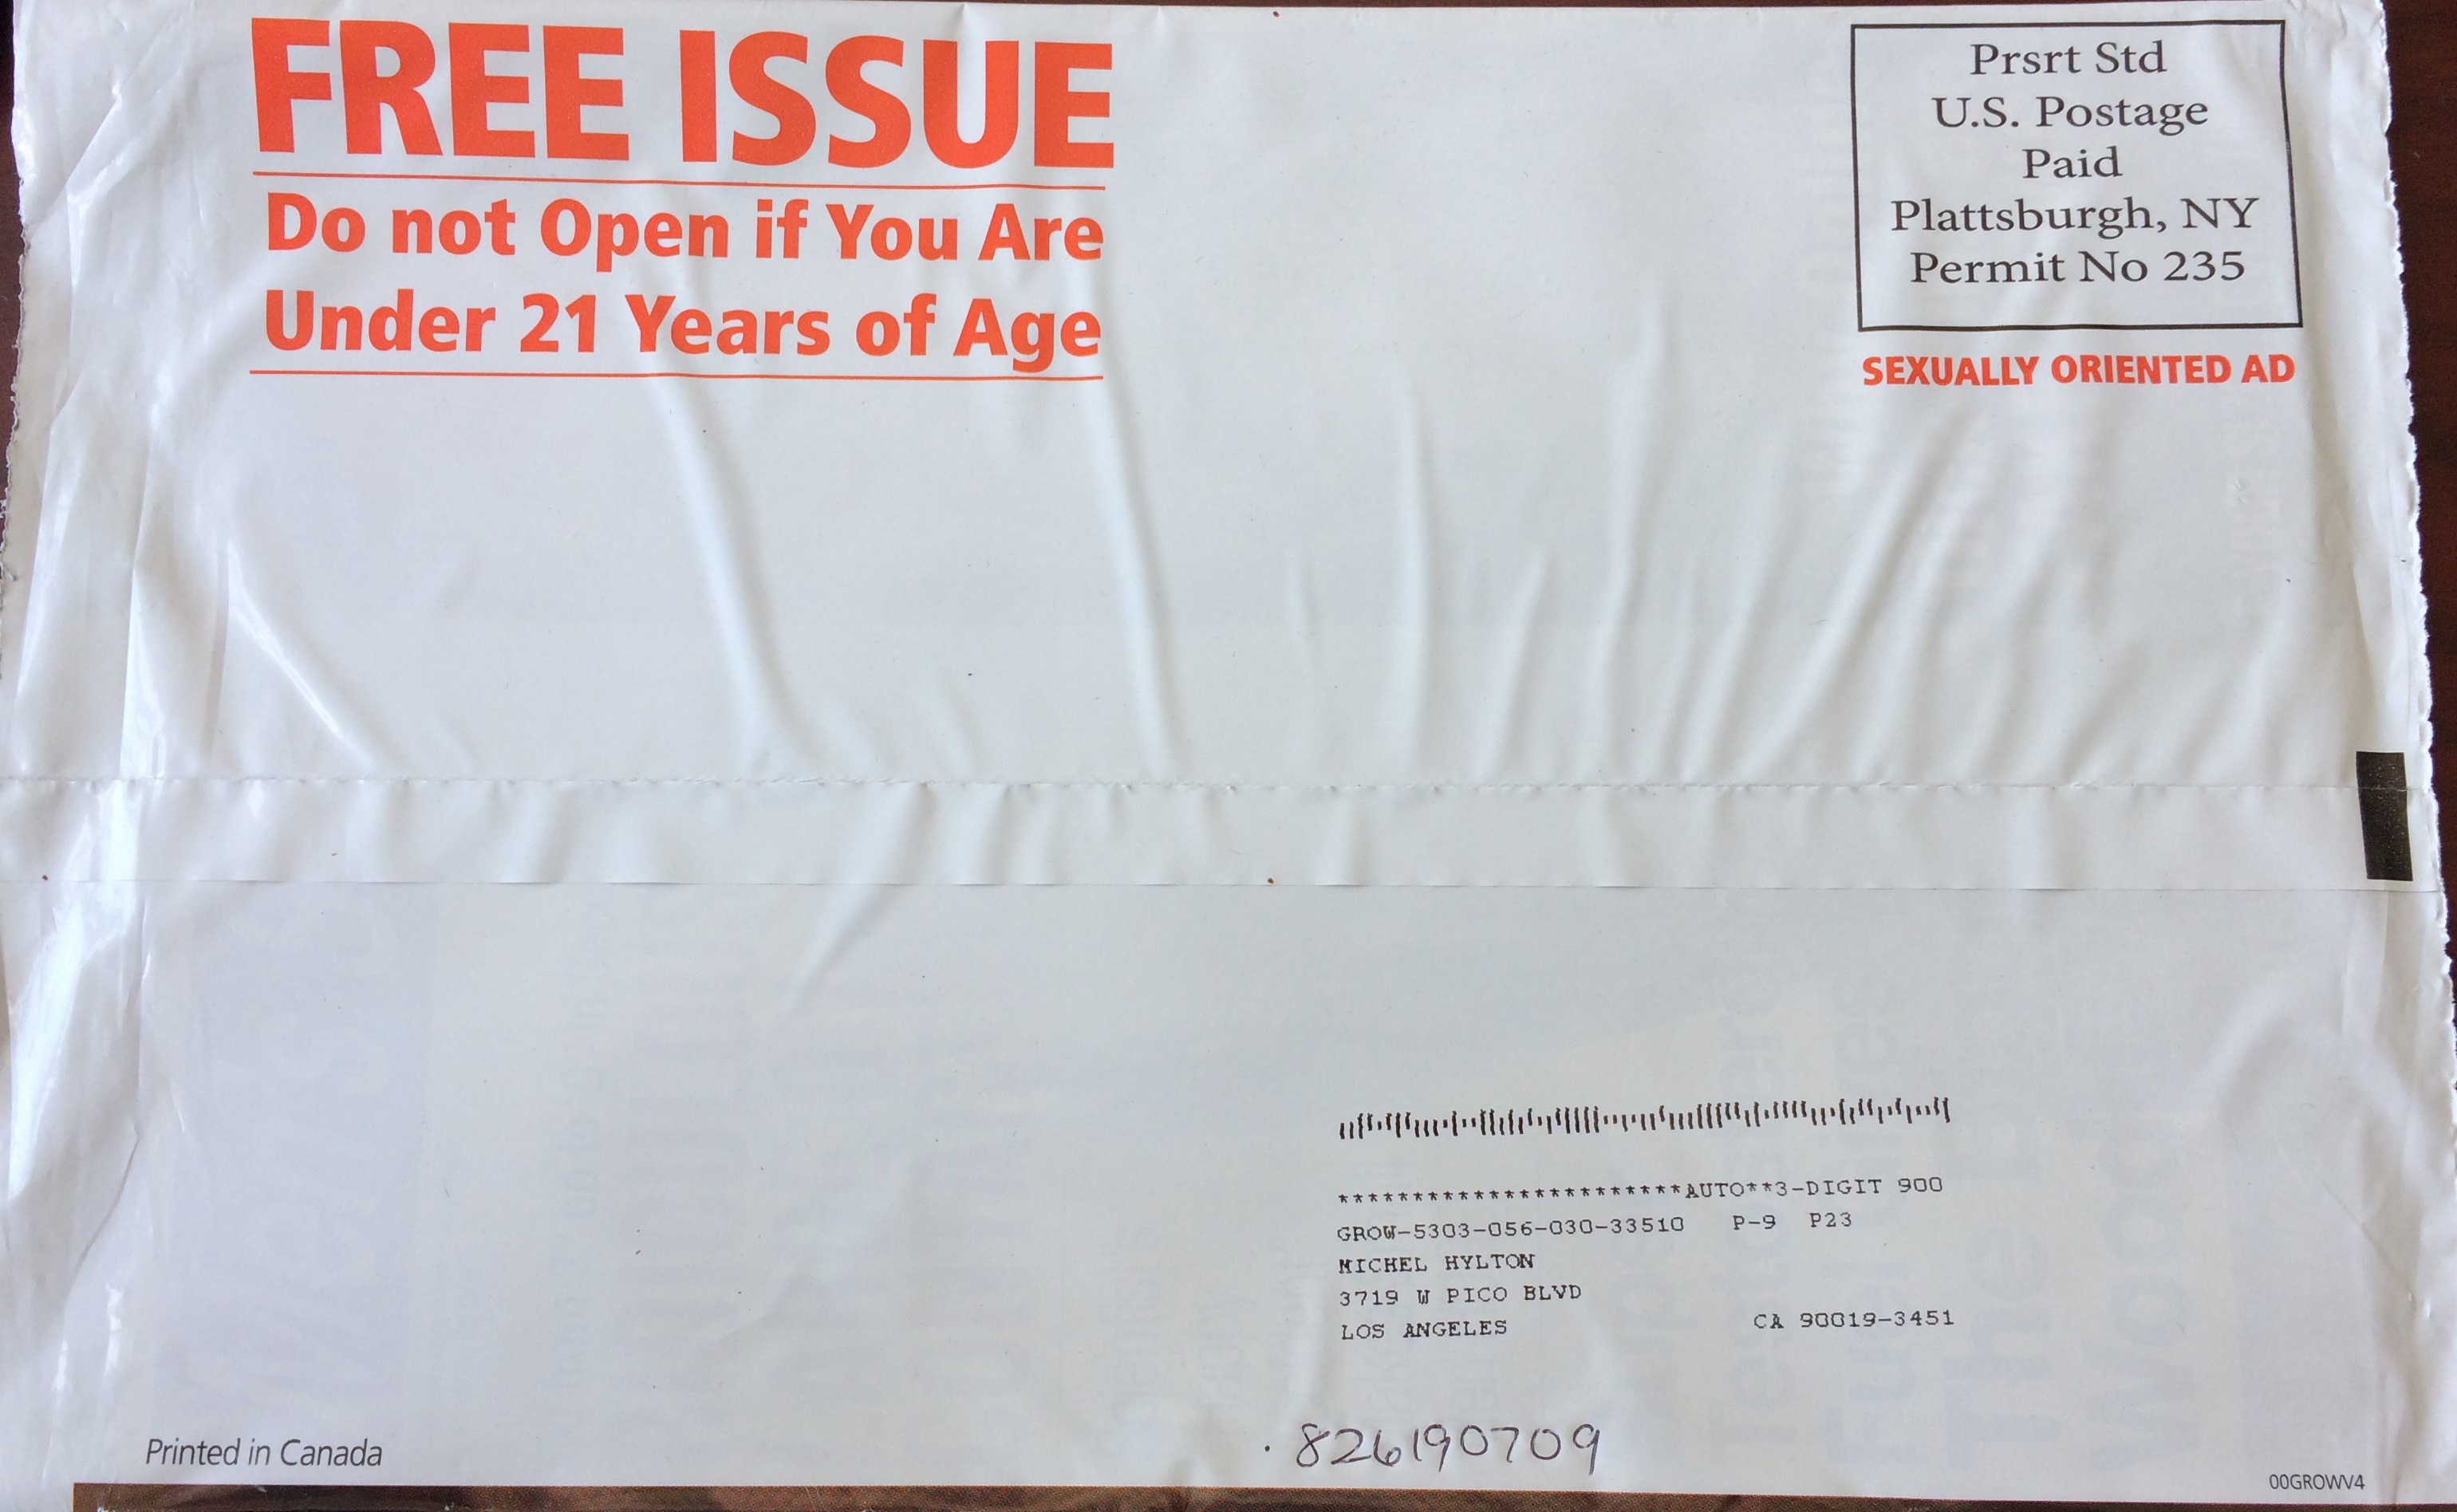 FREE ISSUE
Do not Open if You Are
Under 21 Years of Age
Prsrt Std
U.S. Postage
Paid
Plattsburgh, NY
Permit No 235
SEXUALLY ORIENTED AD
***********************AUTO**3-DIGIT 900
GROW-5303-056-030-33510 P-9 P23
MICHEL HYLTON
3719 W PICO BLVD
LOS ANGELES CA 90019-3451
826190709
Printed in Canada
00GROWV4